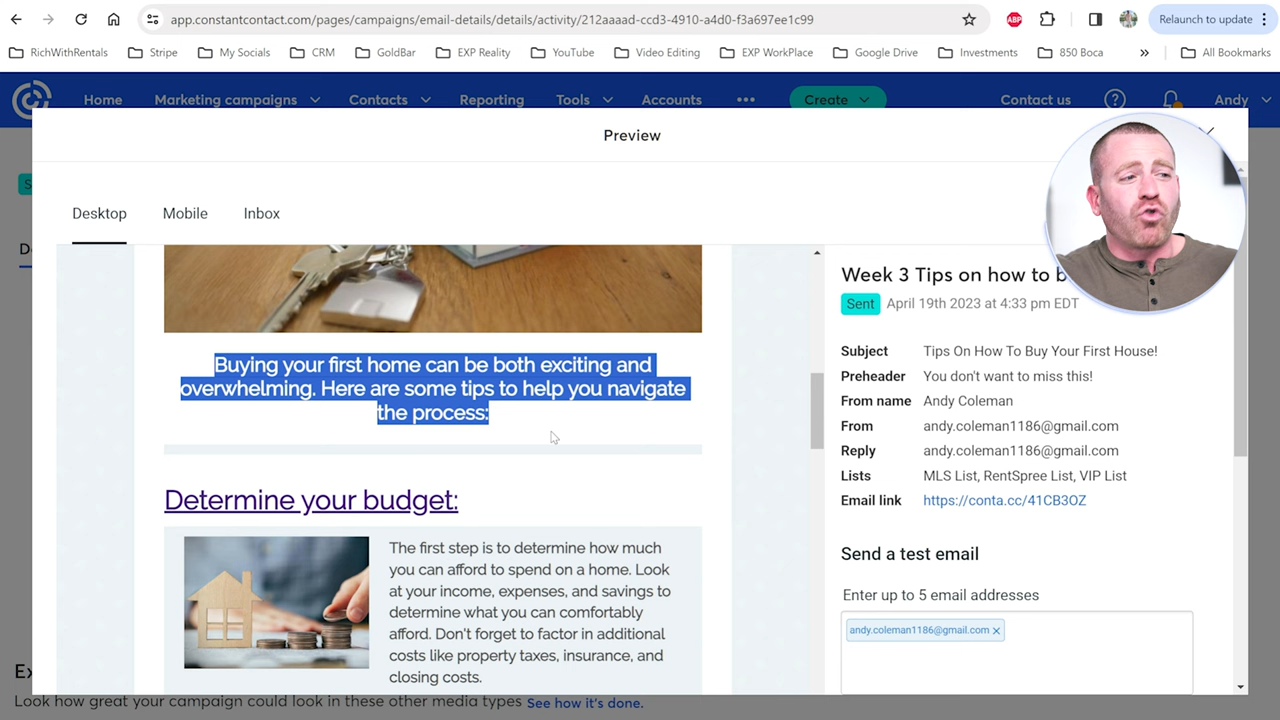 app.constantcontact.com/pages/campaigns/email-details/details/activity/212aaaad-ccd3-4910-a4d0-f3a697ee1c99
ABP
Relaunch to update
RichWithRentals
Stripe
My Socials
CRM
GoldBar
EXP Reality
YouTube
Video Editing
EXP WorkPlace
Google Drive
Investments
850 Boca
»
All Bookmarks
Home
Marketing campaigns
Contacts
Reporting
Tools
Accounts
Create
Contact us
Andy
Preview
Desktop
Mobile
Inbox
Buying your first home can be both exciting and
overwhelming. Here are some tips to help you navigate
the process:
Determine your budget:
The first step is to determine how much
you can afford to spend on a home. Look
at your income, expenses, and savings to
determine what you can comfortably
afford. Don't forget to factor in additional
costs like property taxes, insurance, and
closing costs.
Week 3 Tips on how to b
Sent April 19th 2023 at 4:33 pm EDT
Subject Tips On How To Buy Your First House!
Preheader You don't want to miss this!
From name Andy Coleman
From andy.coleman1186@gmail.com
Reply andy.coleman1186@gmail.com
Lists MLS List, RentSpree List, VIP List
Email link https://conta.cc/41CB3OZ
Send a test email
Enter up to 5 email addresses
andy.coleman1186@gmail.com ×
Look how great your campaign could look in these other media types See how it's done.